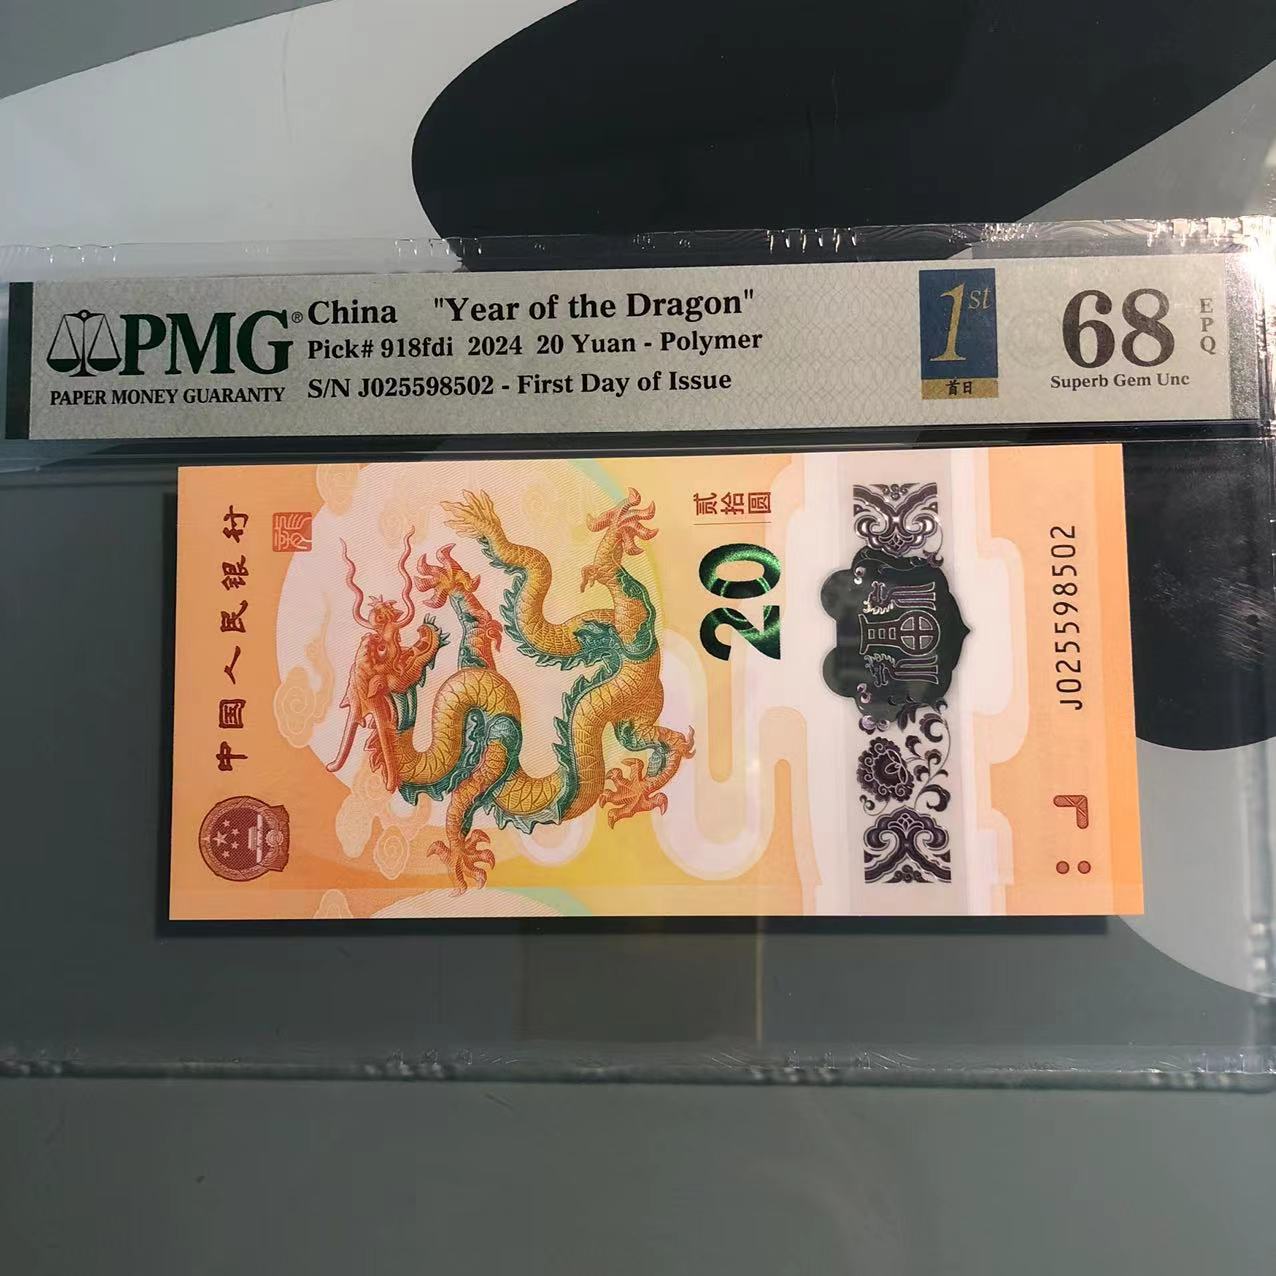 PMG®
PAPER MONEY GUARANTY
China "Year of the Dragon"
Pick# 918fdi 2024 20 Yuan - Polymer
S/N J025598502 - First Day of Issue
1st
首日
68
EPQ
Superb Gem Unc
中国人民银行
贰拾圆
20
J025598502